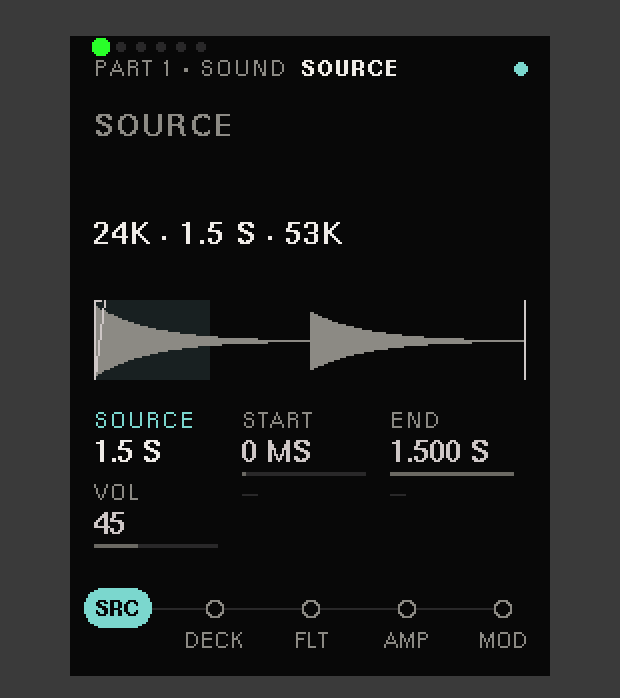 PART 1 · SOUND SOURCE
SOURCE
24K · 1.5 S · 53K
SOURCE START END
1.5 S 0 MS 1.500 S
VOL — —
45
SRC
DECK FLT AMP MOD